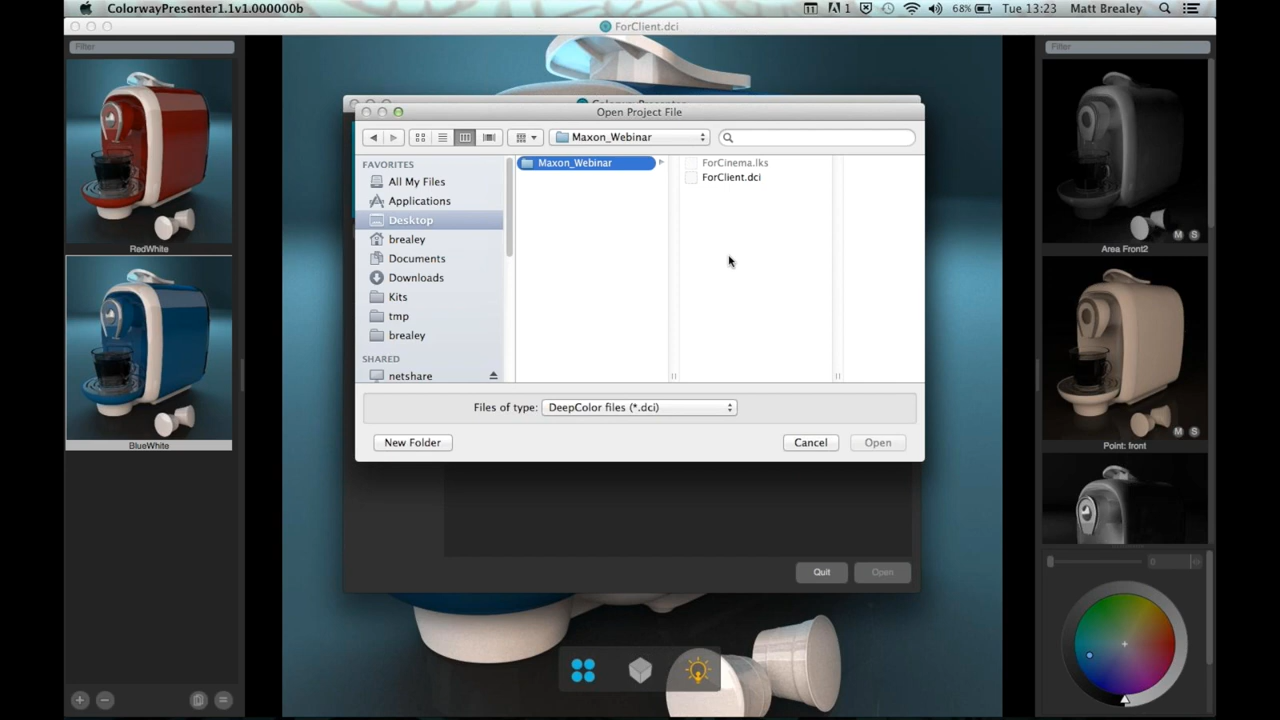 ColorwayPresenter1.1v1.000000b
1
68%
Tue 13:23
Matt Brealey
ForClient.dci
Filter
RedWhite
BlueWhite
Open Project File
Maxon_Webinar
FAVORITES
All My Files
Applications
Desktop
brealey
Documents
Downloads
Kits
tmp
brealey
SHARED
netshare
Maxon_Webinar
ForCinema.lks
ForClient.dci
Files of type:
DeepColor files (*.dci)
New Folder
Cancel
Open
Quit
Open
Filter
M S
Area Front2
M S
Point: front
0